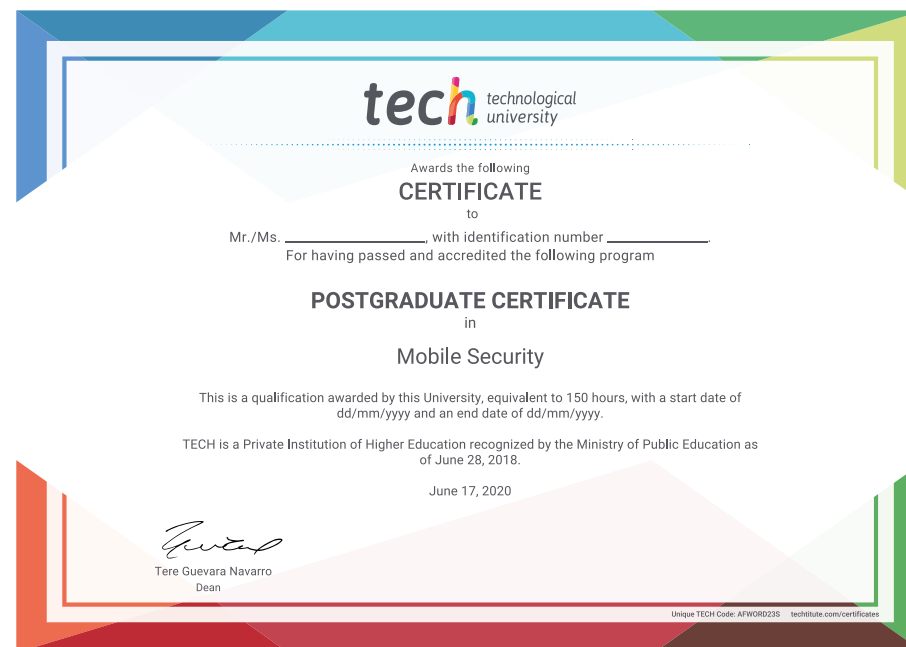 tech technological
university
Awards the following
CERTIFICATE
to
Mr./Ms. ____________________, with identification number ______________.
For having passed and accredited the following program
POSTGRADUATE CERTIFICATE
in
Mobile Security
This is a qualification awarded by this University, equivalent to 150 hours, with a start date of
dd/mm/yyyy and an end date of dd/mm/yyyy.
TECH is a Private Institution of Higher Education recognized by the Ministry of Public Education as
of June 28, 2018.
June 17, 2020
Tere Guevara Navarro
Dean
Unique TECH Code: AFWORD23S techtitute.com/certificates